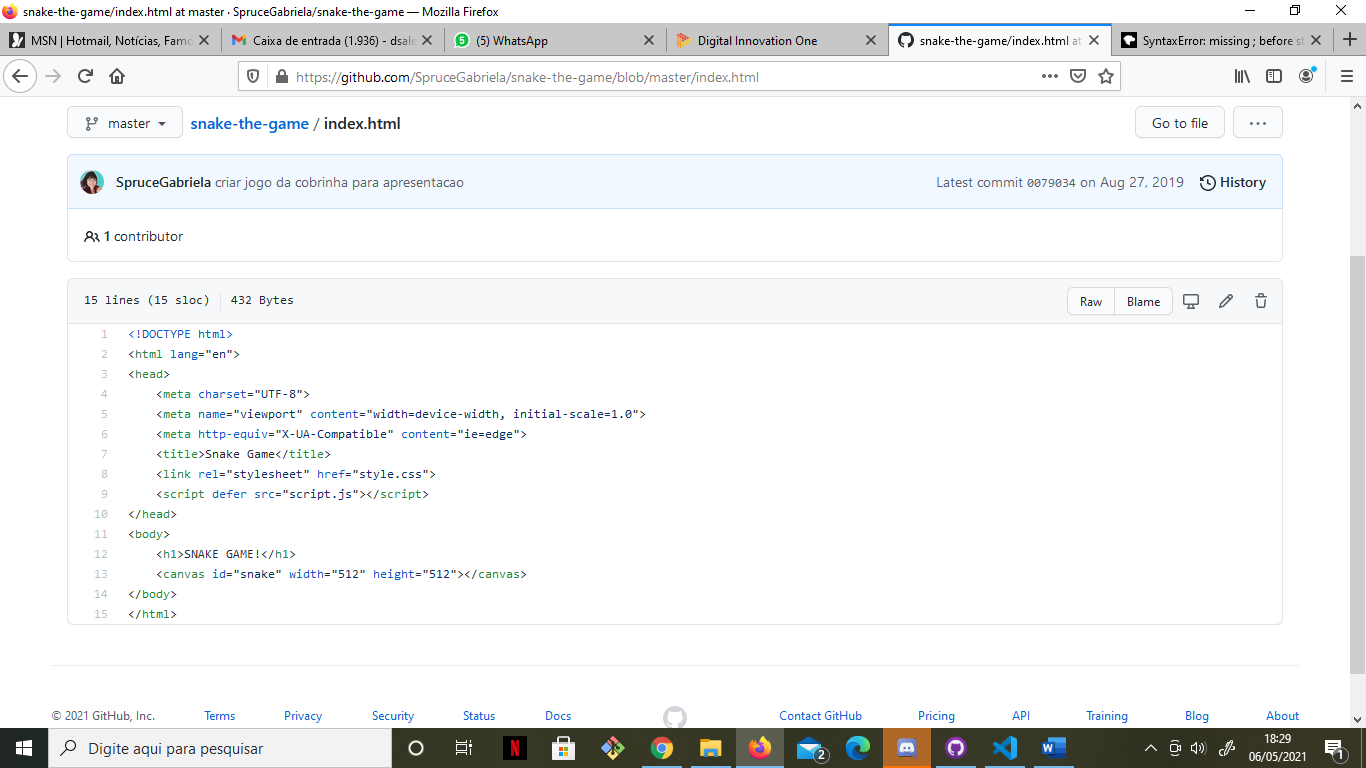 snake-the-game/index.html at master · SpruceGabriela/snake-the-game — Mozilla Firefox
MSN | Hotmail, Notícias, Famo
Caixa de entrada (1.936) - dsale
(5) WhatsApp
Digital Innovation One
snake-the-game/index.html at
SyntaxError: missing ; before st
https://github.com/SpruceGabriela/snake-the-game/blob/master/index.html
master
snake-the-game / index.html
Go to file
SpruceGabriela criar jogo da cobrinha para apresentacao
Latest commit 0079034 on Aug 27, 2019
History
1 contributor
15 lines (15 sloc)
432 Bytes
Raw
Blame
1 <!DOCTYPE html>
2 <html lang="en">
3 <head>
4 <meta charset="UTF-8">
5 <meta name="viewport" content="width=device-width, initial-scale=1.0">
6 <meta http-equiv="X-UA-Compatible" content="ie=edge">
7 <title>Snake Game</title>
8 <link rel="stylesheet" href="style.css">
9 <script defer src="script.js"></script>
10 </head>
11 <body>
12 <h1>SNAKE GAME!</h1>
13 <canvas id="snake" width="512" height="512"></canvas>
14 </body>
15 </html>
© 2021 GitHub, Inc.
Terms
Privacy
Security
Status
Docs
Contact GitHub
Pricing
API
Training
Blog
About
Digite aqui para pesquisar
2
18:29
06/05/2021
1